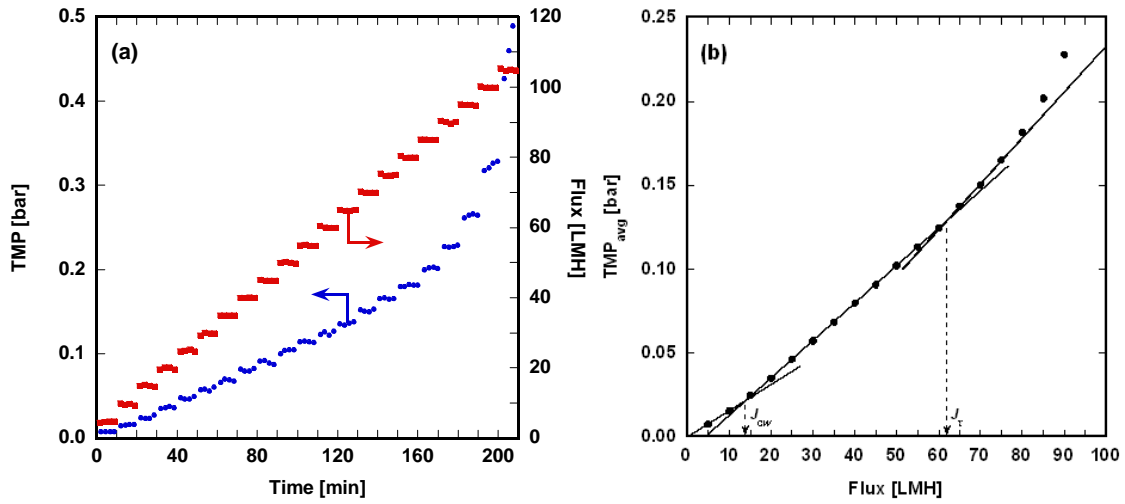 (a)
TMP [bar]
0.5
0.4
0.3
0.2
0.1
0.0
0 40 80 120 160 200
Time [min]
120
100
80
60
40
20
0
Flux [LMH]
(b)
TMPavg [bar]
0.25
0.20
0.15
0.10
0.05
0.00
Jcw
Jτ
0 10 20 30 40 50 60 70 80 90 100
Flux [LMH]